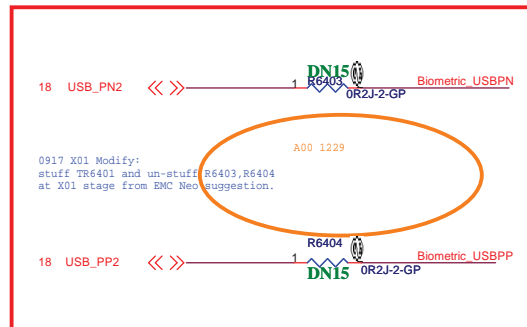 DN15
R6403
18 USB_PN2 1 Biometric_USBPN
0R2J-2-GP
A00 1229
0917 X01 Modify:
stuff TR6401 and un-stuff R6403,R6404
at X01 stage from EMC Neo suggestion.
R6404
18 USB_PP2 1 Biometric_USBPP
0R2J-2-GP
DN15